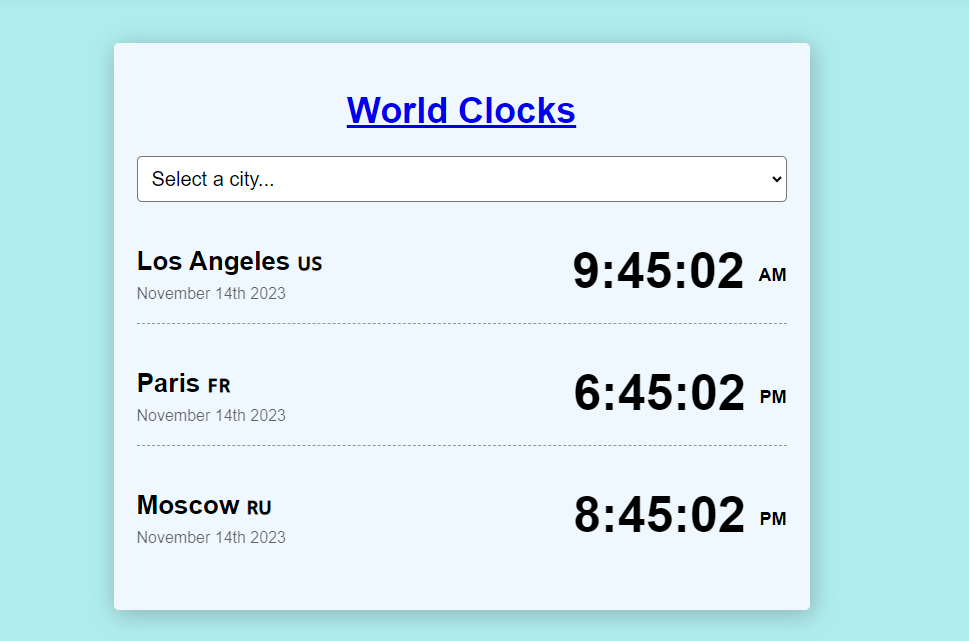 World Clocks
Select a city...
Los Angeles US
9:45:02 AM
November 14th 2023
Paris FR
6:45:02 PM
November 14th 2023
Moscow RU
8:45:02 PM
November 14th 2023